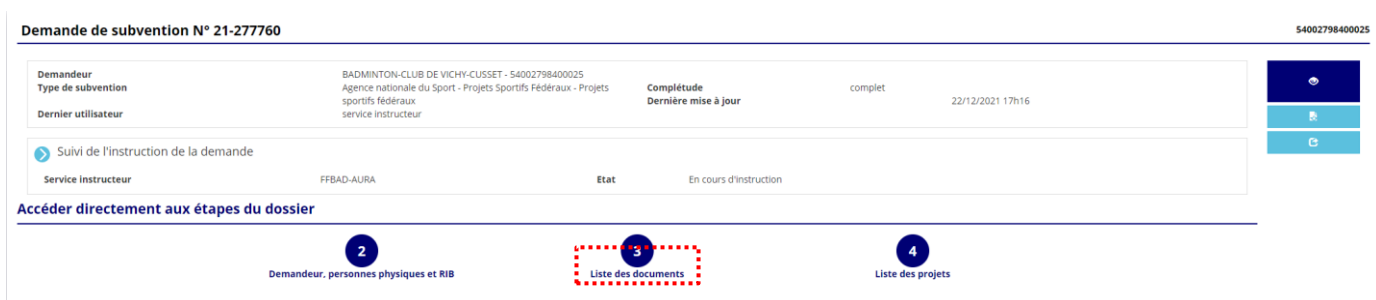 Demande de subvention N° 21-277760
54002798400025
Demandeur BADMINTON-CLUB DE VICHY-CUSSET - 54002798400025
Type de subvention Agence nationale du Sport - Projets Sportifs Fédéraux - Projets Complétude complet
sportifs fédéraux Dernière mise à jour 22/12/2021 17h16
Dernier utilisateur service instructeur
Suivi de l'instruction de la demande
Service instructeur FFBAD-AURA Etat En cours d'instruction
Accéder directement aux étapes du dossier
2 3 4
Demandeur, personnes physiques et RIB Liste des documents Liste des projets